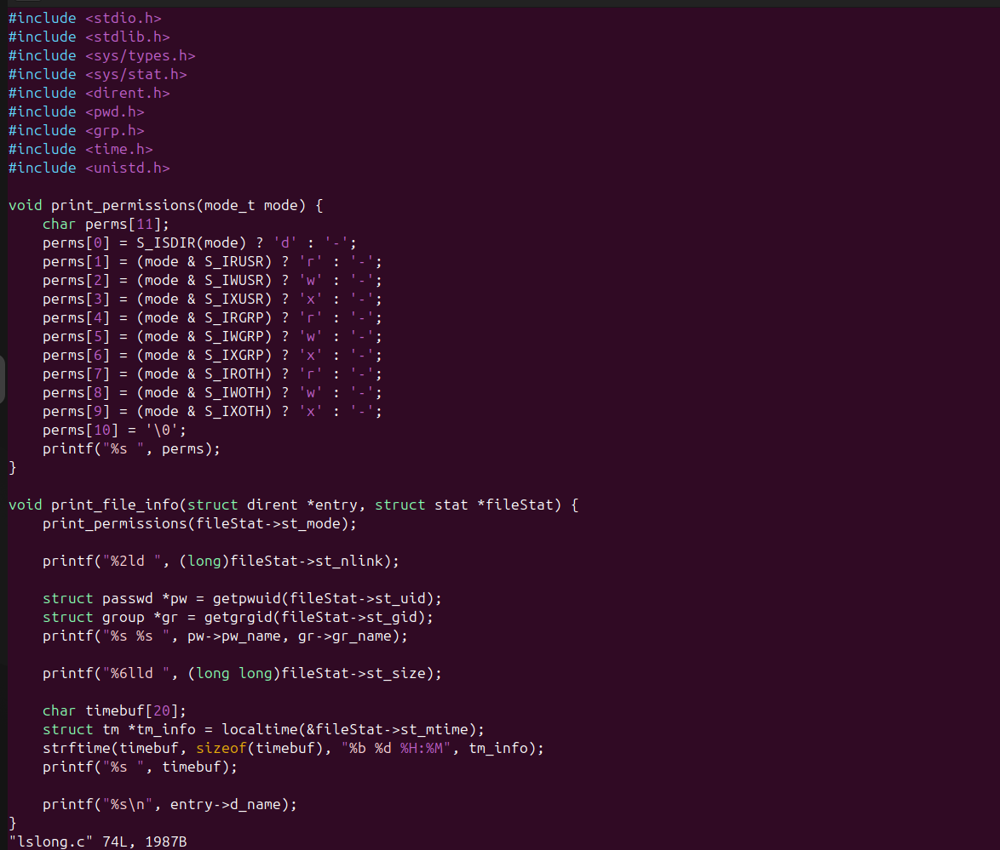 #include <stdio.h>
#include <stdlib.h>
#include <sys/types.h>
#include <sys/stat.h>
#include <dirent.h>
#include <pwd.h>
#include <grp.h>
#include <time.h>
#include <unistd.h>

void print_permissions(mode_t mode) {
    char perms[11];
    perms[0] = S_ISDIR(mode) ? 'd' : '-';
    perms[1] = (mode & S_IRUSR) ? 'r' : '-';
    perms[2] = (mode & S_IWUSR) ? 'w' : '-';
    perms[3] = (mode & S_IXUSR) ? 'x' : '-';
    perms[4] = (mode & S_IRGRP) ? 'r' : '-';
    perms[5] = (mode & S_IWGRP) ? 'w' : '-';
    perms[6] = (mode & S_IXGRP) ? 'x' : '-';
    perms[7] = (mode & S_IROTH) ? 'r' : '-';
    perms[8] = (mode & S_IWOTH) ? 'w' : '-';
    perms[9] = (mode & S_IXOTH) ? 'x' : '-';
    perms[10] = '\0';
    printf("%s ", perms);
}

void print_file_info(struct dirent *entry, struct stat *fileStat) {
    print_permissions(fileStat->st_mode);

    printf("%2ld ", (long)fileStat->st_nlink);

    struct passwd *pw = getpwuid(fileStat->st_uid);
    struct group *gr = getgrgid(fileStat->st_gid);
    printf("%s %s ", pw->pw_name, gr->gr_name);

    printf("%6lld ", (long long)fileStat->st_size);

    char timebuf[20];
    struct tm *tm_info = localtime(&fileStat->st_mtime);
    strftime(timebuf, sizeof(timebuf), "%b %d %H:%M", tm_info);
    printf("%s ", timebuf);

    printf("%s\n", entry->d_name);
}
"lslong.c" 74L, 1987B